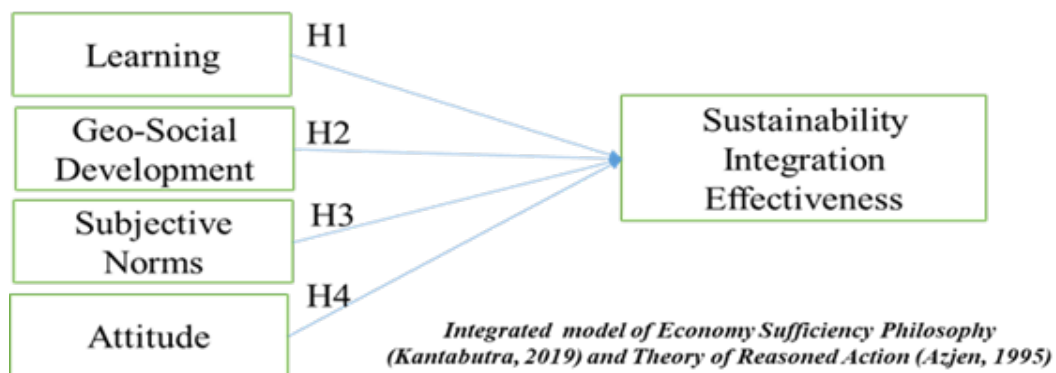 Learning
H1
Geo-Social
Development
H2
Subjective
Norms
H3
Attitude
H4
Sustainability
Integration
Effectiveness
Integrated model of Economy Sufficiency Philosophy
(Kantabutra, 2019) and Theory of Reasoned Action (Azjen, 1995)